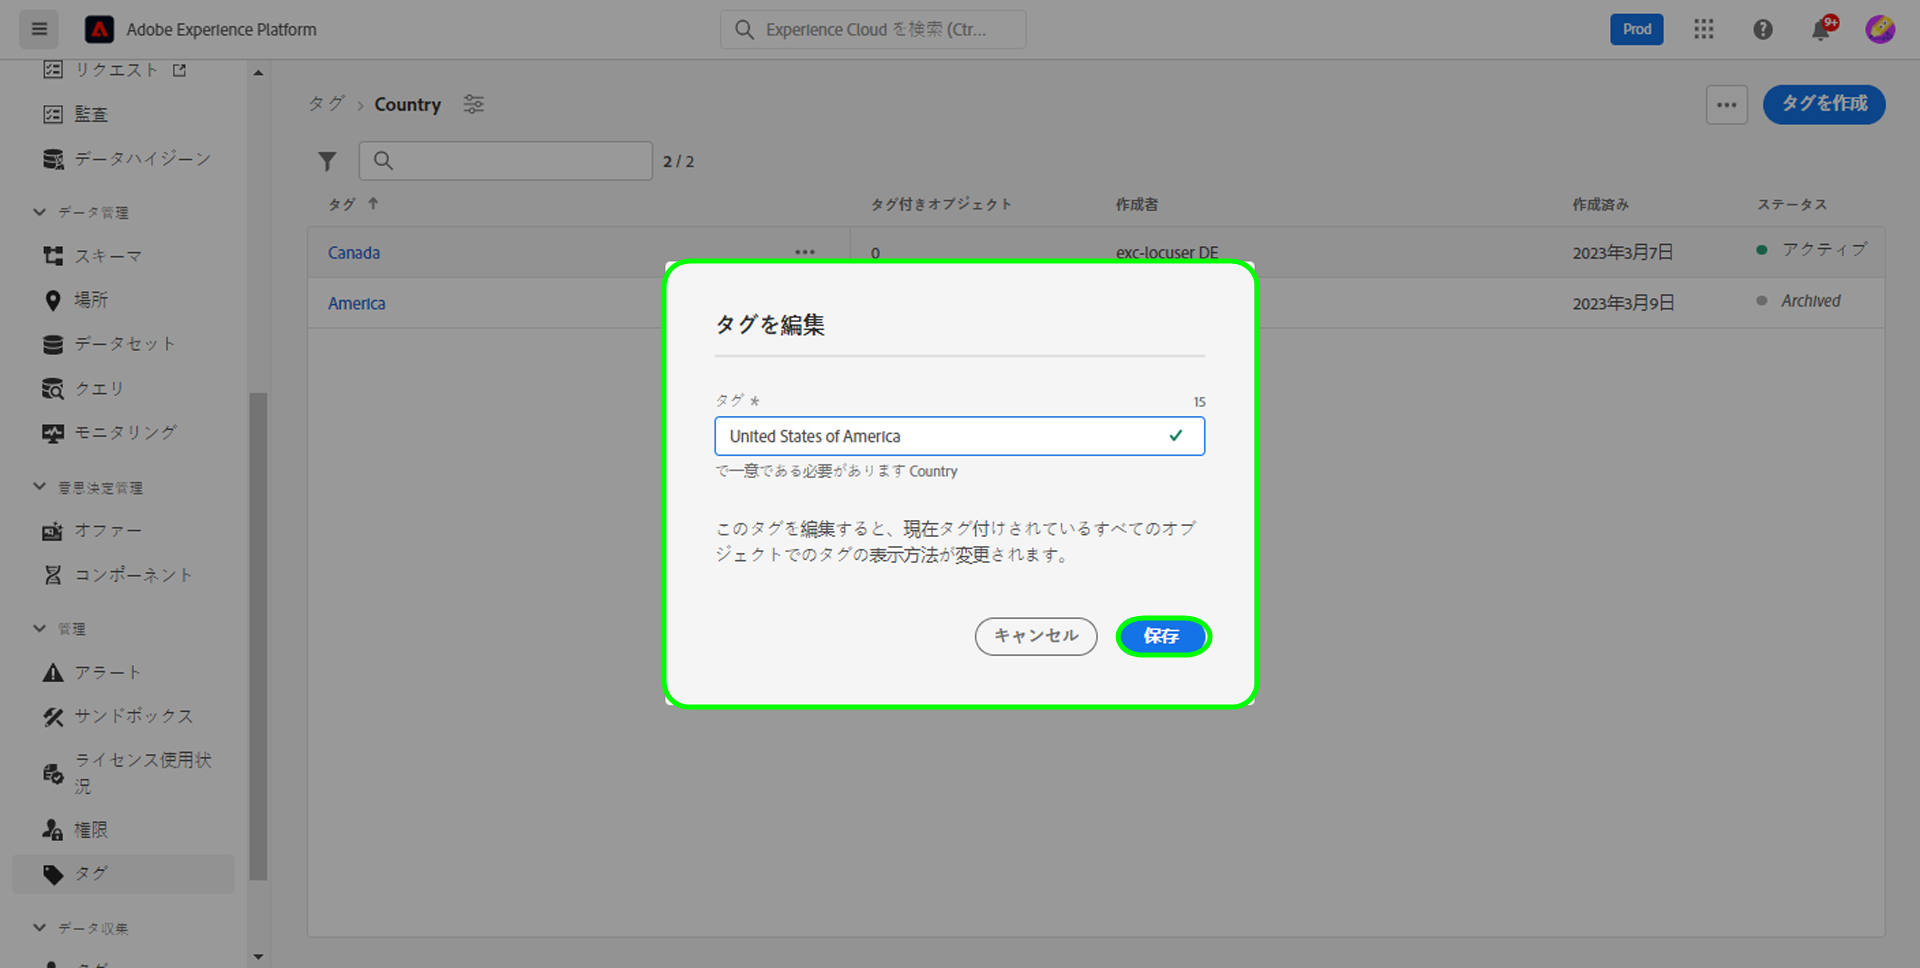 Adobe Experience Platform
Experience Cloud を検索 (Ctr...
Prod
9+
リクエスト
監査
データハイジーン
データ管理
スキーマ
場所
データセット
クエリ
モニタリング
意思決定管理
オファー
コンポーネント
管理
アラート
サンドボックス
ライセンス使用状
況
権限
タグ
データ収集
タグ > Country
タグを作成
2 / 2
タグ ↑ タグ付きオブジェクト 作成者 作成済み ステータス
Canada ••• 0 exc-locuser DE 2023年3月7日 アクティブ
America 2023年3月9日 Archived
タグを編集
タグ * 15
United States of America
で一意である必要があります Country
このタグを編集すると、現在タグ付けされているすべてのオブ
ジェクトでのタグの表示方法が変更されます。
キャンセル 保存